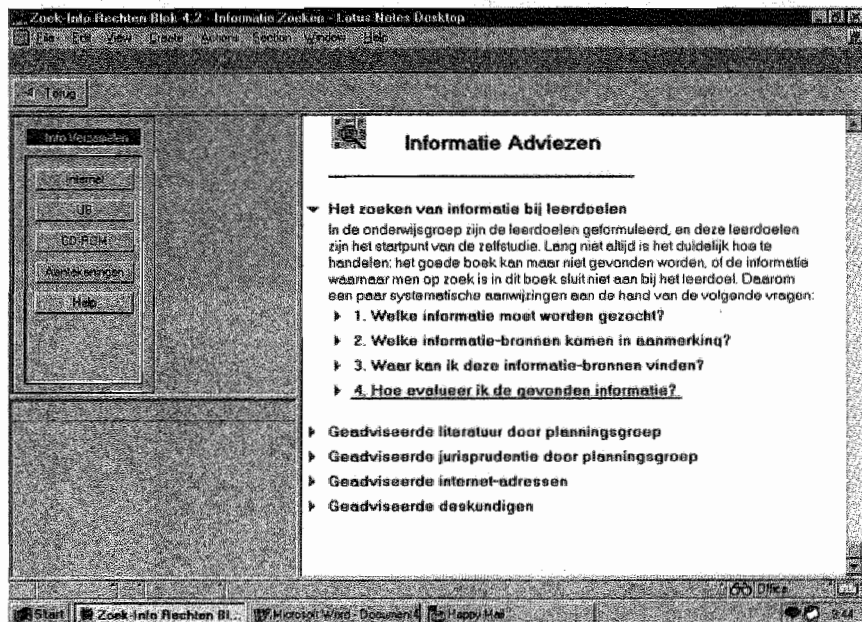 Zoek-Info Rechten Blok 4.2 - Informatie Zoeken - Lotus Notes Desktop
File Edit View Create Actions Section Window Help
Terug
Info Verzamelen
Internet
UB
CD-ROM
Aantekeningen
Help
Informatie Adviezen
Het zoeken van informatie bij leerdoelen
In de onderwijsgroep zijn de leerdoelen geformuleerd, en deze leerdoelen
zijn het startpunt van de zelfstudie. Lang niet altijd is het duidelijk hoe te
handelen: het goede boek kan maar niet gevonden worden, of de informatie
waarnaar men op zoek is in dit boek sluit niet aan bij het leerdoel. Daarom
een paar systematische aanwijzingen aan de hand van de volgende vragen:
1. Welke informatie moet worden gezocht?
2. Welke informatie-bronnen komen in aanmerking?
3. Waar kan ik deze informatie-bronnen vinden?
4. Hoe evalueer ik de gevonden informatie?
Geadviseerde literatuur door planningsgroep
Geadviseerde jurisprudentie door planningsgroep
Geadviseerde internet-adressen
Geadviseerde deskundigen
Office
Start Zoek-Info Rechten Bl... Microsoft Word - Document4 Happy Mail 3:44